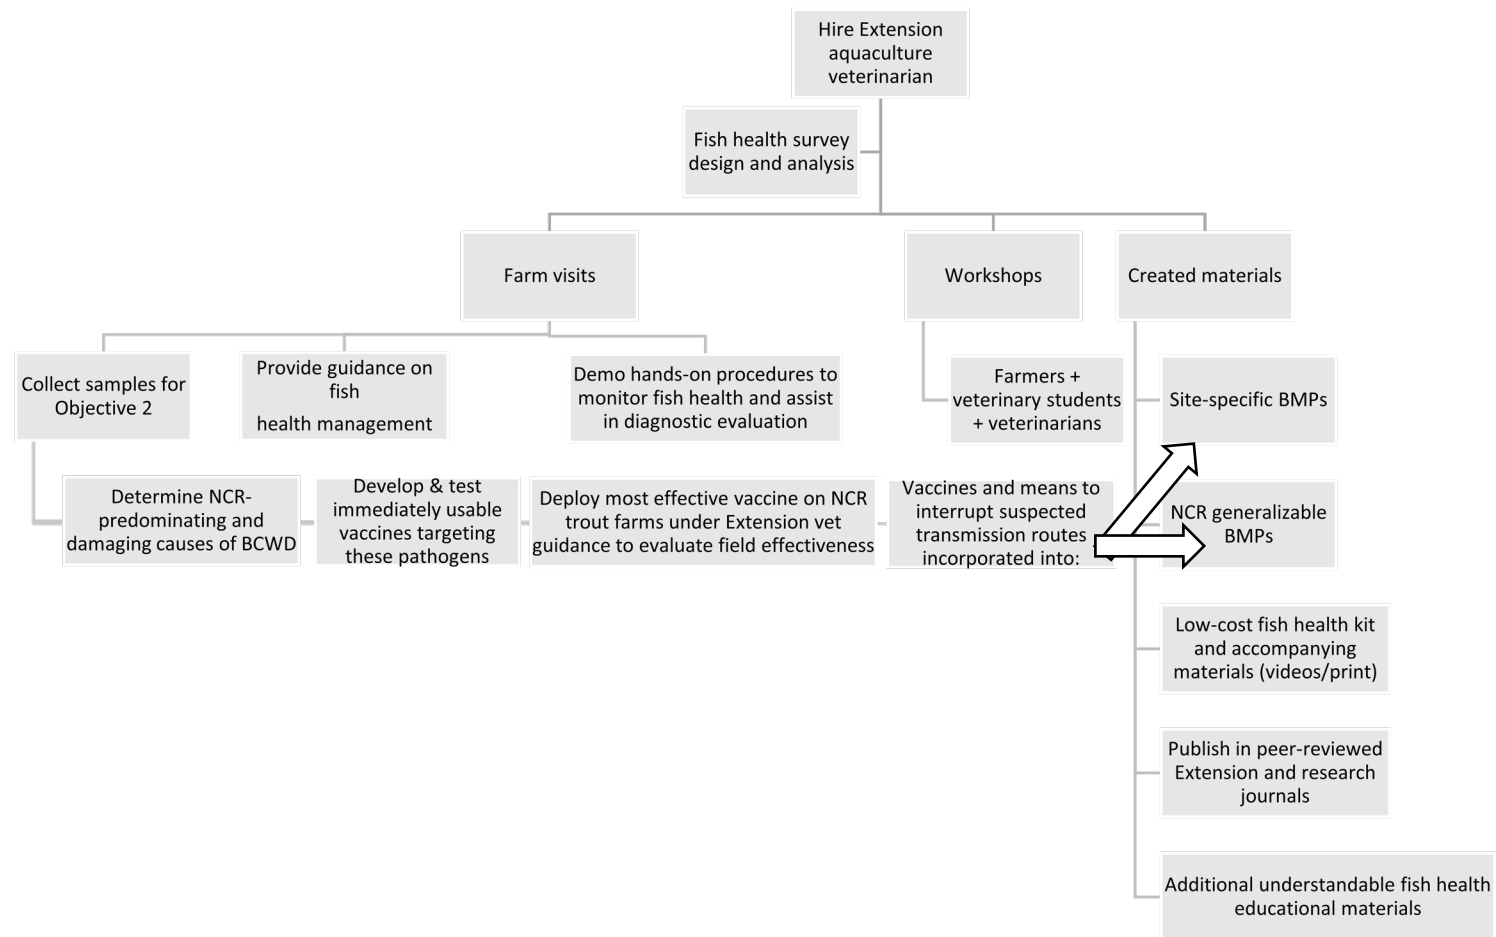 Hire Extension
aquaculture
veterinarian
Fish health survey
design and analysis
Farm visits
Workshops
Created materials
Collect samples for
Objective 2
Provide guidance on
fish
health management
Demo hands-on procedures to
monitor fish health and assist
in diagnostic evaluation
Farmers +
veterinary students
+ veterinarians
Site-specific BMPs
Determine NCR-
predominating and
damaging causes of BCWD
Develop & test
immediately usable
vaccines targeting
these pathogens
Deploy most effective vaccine on NCR
trout farms under Extension vet
guidance to evaluate field effectiveness
Vaccines and means to
interrupt suspected
transmission routes
incorporated into:
NCR generalizable
BMPs
Low-cost fish health kit
and accompanying
materials (videos/print)
Publish in peer-reviewed
Extension and research
journals
Additional understandable fish health
educational materials